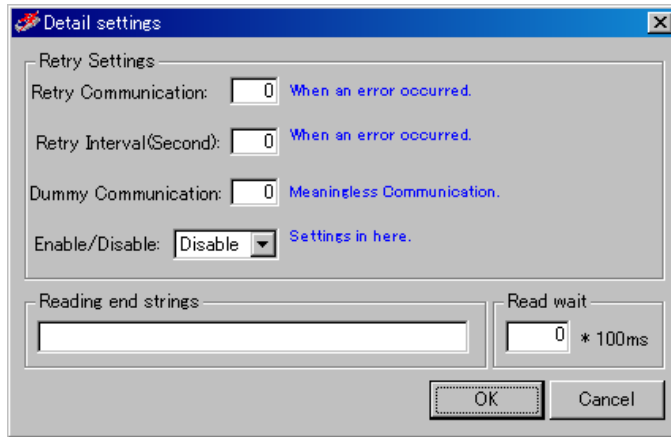 Detail settings
Retry Settings
Retry Communication: 0 When an error occurred.
Retry Interval(Second): 0 When an error occurred.
Dummy Communication: 0 Meaningless Communication.
Enable/Disable: Disable Settings in here.
Reading end strings
Read wait
0 * 100ms
OK Cancel